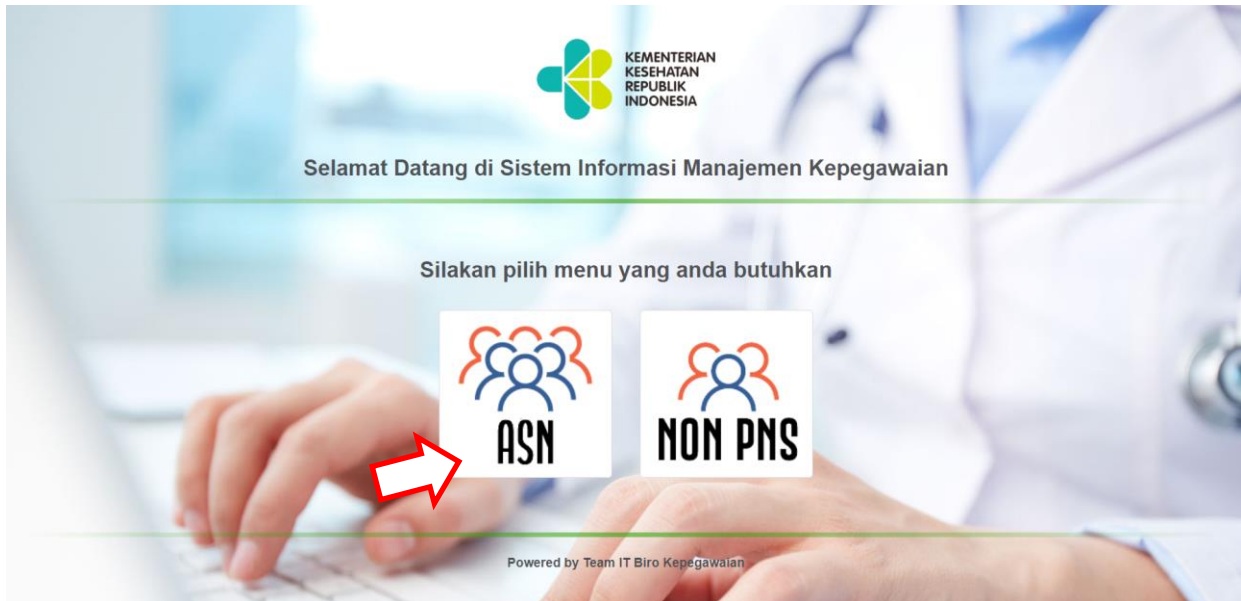 KEMENTERIAN
KESEHATAN
REPUBLIK
INDONESIA
Selamat Datang di Sistem Informasi Manajemen Kepegawaian
Silakan pilih menu yang anda butuhkan
ASN
NON PNS
Powered by Team IT Biro Kepegawaian